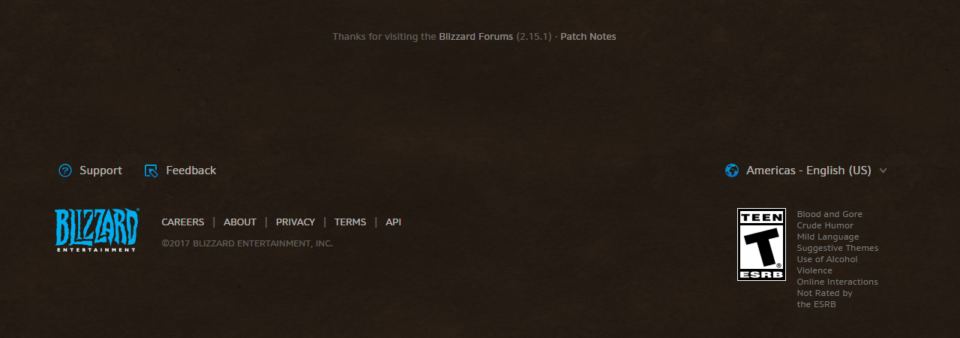 Thanks for visiting the Blizzard Forums (2.15.1) · Patch Notes
Support
Feedback
Americas - English (US)
BLIZZARD
ENTERTAINMENT
CAREERS | ABOUT | PRIVACY | TERMS | API
©2017 BLIZZARD ENTERTAINMENT, INC.
TEEN
T
®
ESRB
Blood and Gore
Crude Humor
Mild Language
Suggestive Themes
Use of Alcohol
Violence
Online Interactions
Not Rated by
the ESRB